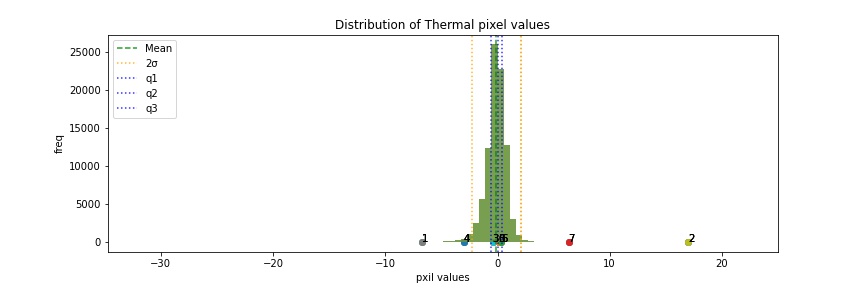 Distribution of Thermal pixel values
Mean
2σ
q1
q2
q3
freq
25000
20000
15000
10000
5000
0
1 4 3 6 7 2
−30 −20 −10 0 10 20
pxil values